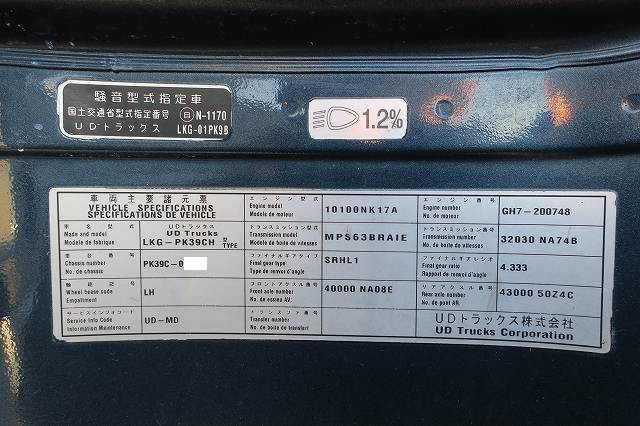 騒音型式指定車
国土交通省型式指定番号 自 N-1170
UDトラックス LKG-01PK9B
1.2%
車両主要諸元票
VEHICLE SPECIFICATIONS
SPECIFICATIONS DE VEHICLE
エンジン型式
Engine model
Modele de moteur
10100NK17A
エンジン番号
Engine number
No. de moteur
GH7-200748
車名型式
Made and model
Modele de fabrique
UDトラックス
UD Trucks
LKG-PK39CH 型 TYPE
トランスミッション型式
Transmission model
Modele de boite de vitesses
MPS63BRAIE
トランスミッション番号
Transmission number
No. de boite de vitesses
32030 NA74B
車台番号
Chassis number
No. de chassis
PK39C-0
ファイナルギヤタイプ
Final gear type
Type de renvoi d'angle
SRHL1
ファイナルギヤレシオ
Final gear ratio
Rapport de renvoi d'angle
4.333
軸距記号
Wheel bease code
Empattement
LH
フロントアクスル番号
Front axle number
No. de essieu AV.
40000 NA08E
リアアクスル番号
Rear axle number
No. de pont AR.
43000 50Z4C
サービスインフォコード
Service Info Code
Information Maintenance
UD-MD
トランスファ番号
Transfer number
No. de boite de transfert
UDトラックス株式会社
UD Trucks Corporation